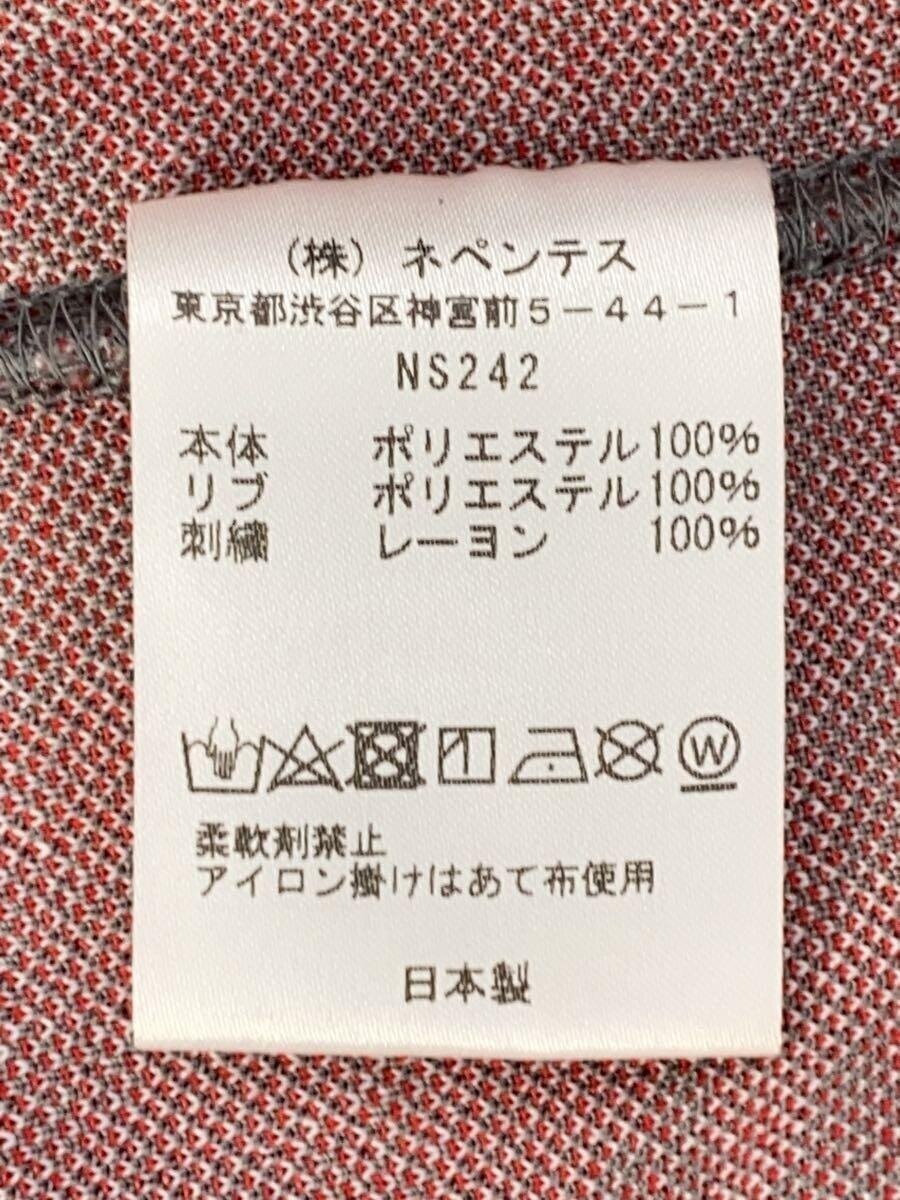 (株) ネペンテス
東京都渋谷区神宮前5-44-1
NS242
本体 ポリエステル100%
リブ ポリエステル100%
刺繍 レーヨン 100%
W
柔軟剤禁止
アイロン掛けはあて布使用
日本製